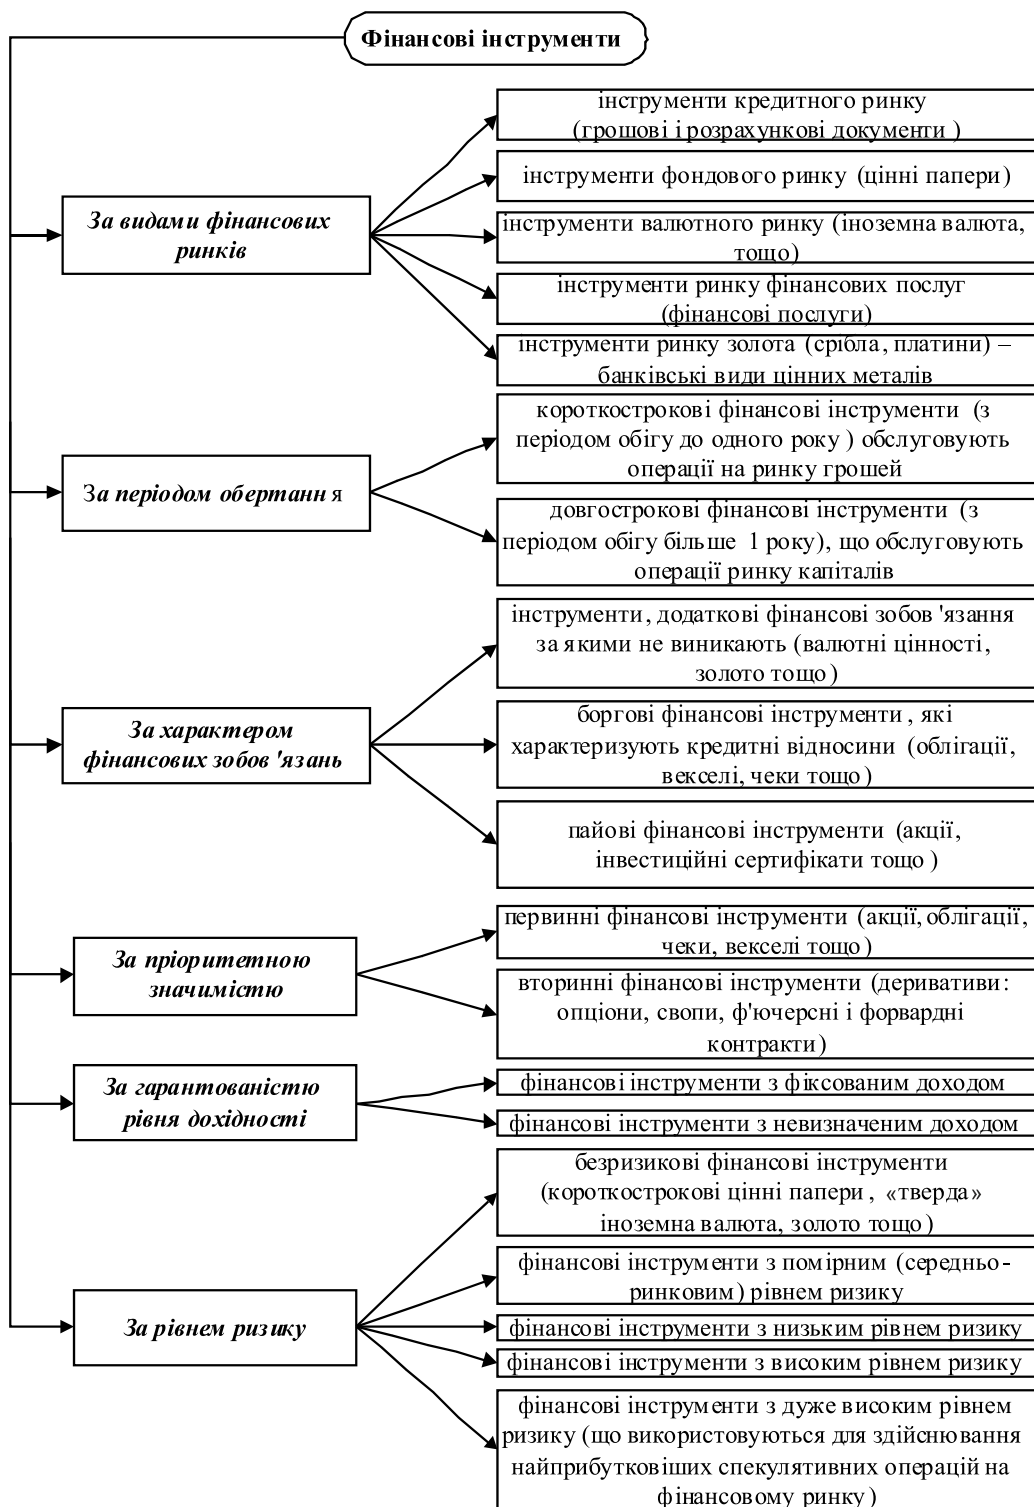 Фінансові інструменти
За видами фінансових
ринків
інструменти кредитного ринку
(грошові і розрахункові документи )
інструменти фондового ринку (цінні папери)
інструменти валютного ринку (іноземна валюта,
тощо)
інструменти ринку фінансових послуг
(фінансові послуги)
інструменти ринку золота (срібла, платини) –
банківські види цінних металів
За періодом обертанн я
короткострокові фінансові інструменти (з
періодом обігу до одного року ) обслуговують
операції на ринку грошей
довгострокові фінансові інструменти (з
періодом обігу більше 1 року), що обслуговують
операції ринку капіталів
За характером
фінансових зобов 'язань
інструменти, додаткові фінансові зобов 'язання
за якими не виникають (валютні цінності,
золото тощо )
боргові фінансові інструменти , які
характеризують кредитні відносини (облігації,
векселі, чеки тощо )
пайові фінансові інструменти (акції,
інвестиційні сертифікати тощо )
За пріоритетною
значимістю
первинні фінансові інструменти (акції, облігації,
чеки, векселі тощо )
вторинні фінансові інструменти (деривативи:
опціони, свопи, ф'ючерсні і форвардні
контракти)
За гарантованістю
рівня дохідності
фінансові інструменти з фіксованим доходом
фінансові інструменти з невизначеним доходом
За рівнем ризику
безризикові фінансові інструменти
(короткострокові цінні папери , «тверда»
іноземна валюта, золото тощо )
фінансові інструменти з помірним (середньо-
ринковим) рівнем ризику
фінансові інструменти з низьким рівнем ризику
фінансові інструменти з високим рівнем ризику
фінансові інструменти з дуже високим рівнем
ризику (що використовуються для здійснювання
найприбутковіших спекулятивних операцій на
фінансовому ринку )